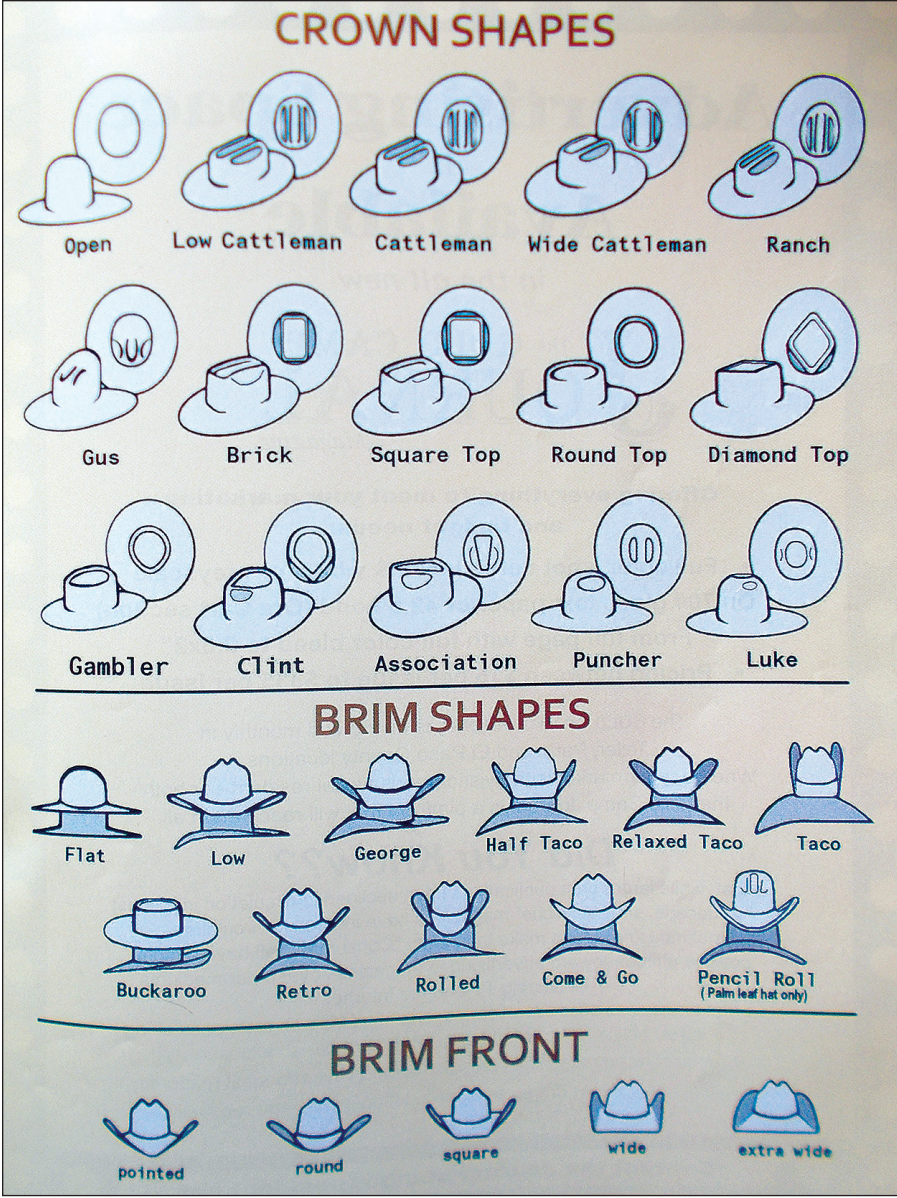 CROWN SHAPES
Open
Low Cattleman
Cattleman
Wide Cattleman
Ranch
Gus
Brick
Square Top
Round Top
Diamond Top
Gambler
Clint
Association
Puncher
Luke
BRIM SHAPES
Flat
Low
George
Half Taco
Relaxed Taco
Taco
Buckaroo
Retro
Rolled
Come & Go
Pencil Roll
(Palm leaf hat only)
BRIM FRONT
pointed
round
square
wide
extra wide